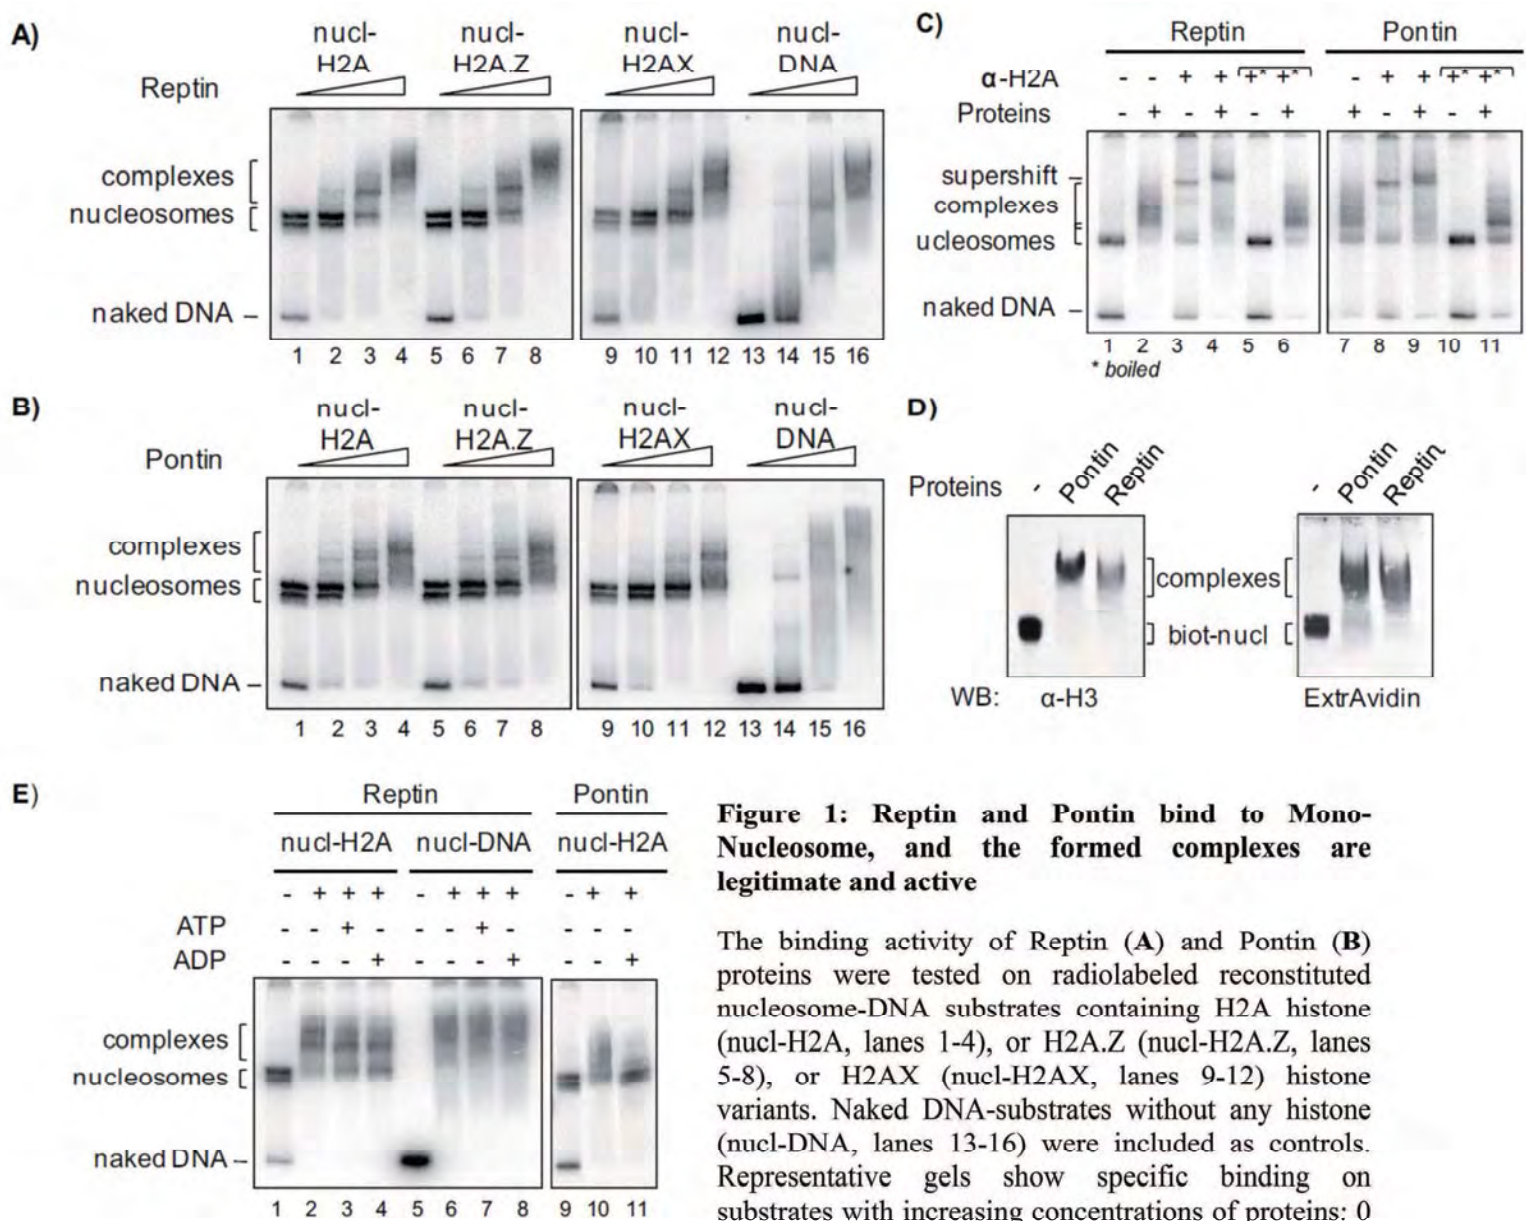 A)
nucl-
H2A
nucl-
H2A.Z
nucl-
H2AX
nucl-
DNA
Reptin
complexes
nucleosomes
naked DNA
1 2 3 4 5 6 7 8 9 10 11 12 13 14 15 16
B)
nucl-
H2A
nucl-
H2A.Z
nucl-
H2AX
nucl-
DNA
Pontin
complexes
nucleosomes
naked DNA
1 2 3 4 5 6 7 8 9 10 11 12 13 14 15 16
C)
Reptin Pontin
α-H2A - - + + +* +* - + + +* +*
Proteins - + - + - + + - + - +
supershift
complexes
ucleosomes
naked DNA
1 2 3 4 5 6 7 8 9 10 11
* boiled
D)
Proteins - Pontin Reptin - Pontin Reptin
complexes
biot-nucl
WB: α-H3 ExtrAvidin
E)
Reptin Pontin
nucl-H2A nucl-DNA nucl-H2A
- + + + - + + + - + +
ATP - - + - - - + - - - -
ADP - - - + - - - + - - +
complexes
nucleosomes
naked DNA
1 2 3 4 5 6 7 8 9 10 11
Figure 1: Reptin and Pontin bind to Mono-
Nucleosome, and the formed complexes are
legitimate and active
The binding activity of Reptin (A) and Pontin (B)
proteins were tested on radiolabeled reconstituted
nucleosome-DNA substrates containing H2A histone
(nucl-H2A, lanes 1-4), or H2A.Z (nucl-H2A.Z, lanes
5-8), or H2AX (nucl-H2AX, lanes 9-12) histone
variants. Naked DNA-substrates without any histone
(nucl-DNA, lanes 13-16) were included as controls.
Representative gels show specific binding on
substrates with increasing concentrations of proteins: 0